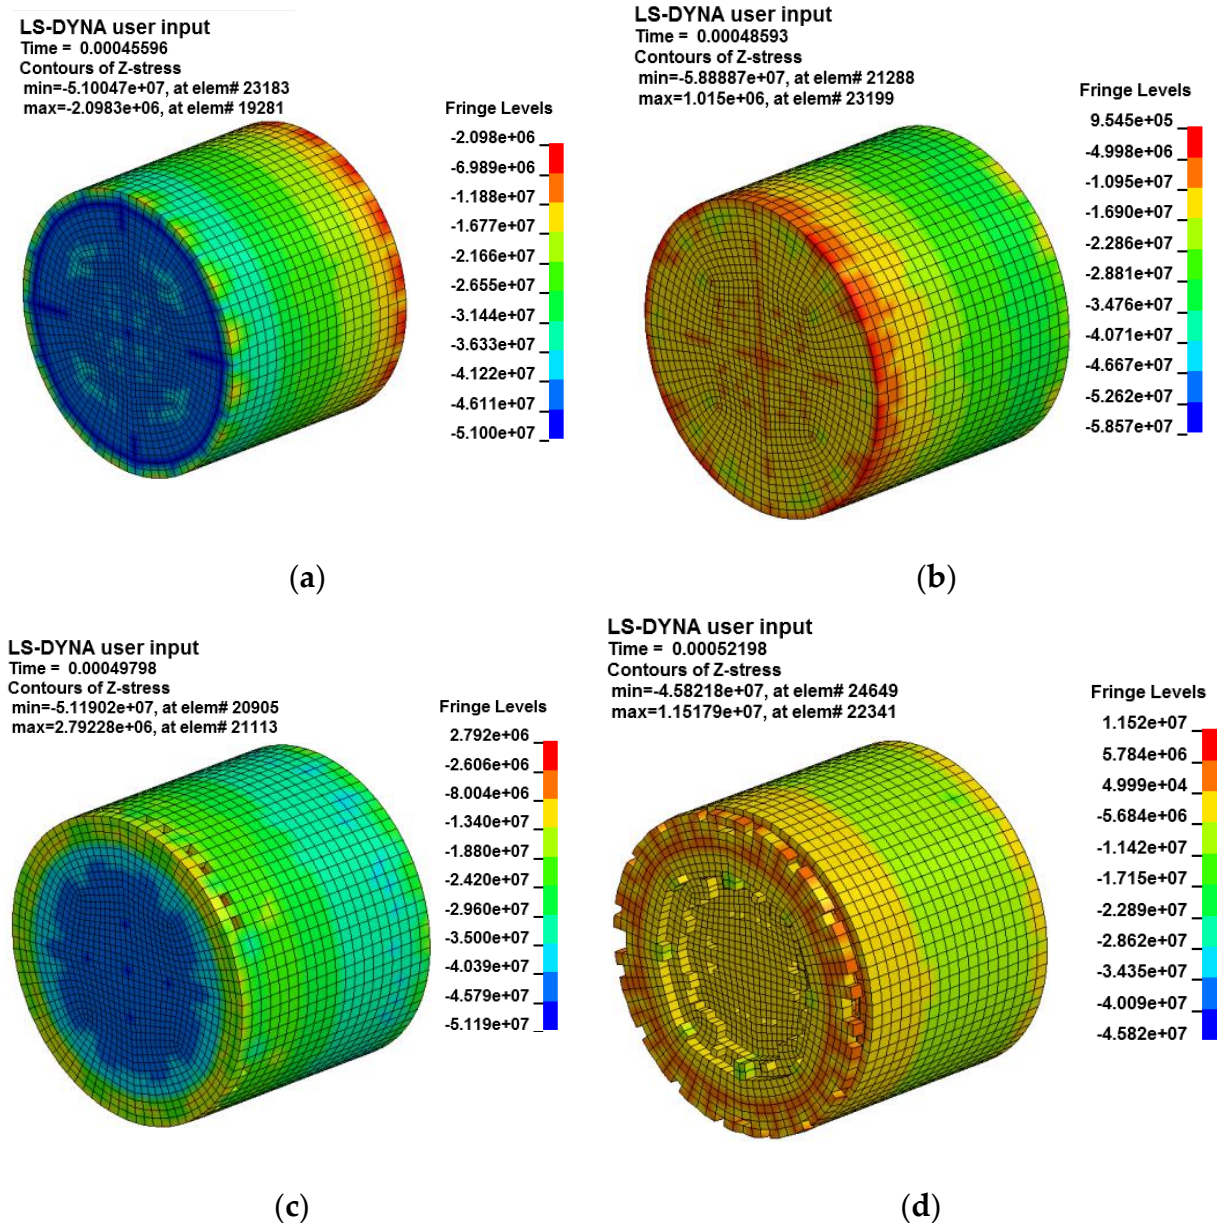 LS-DYNA user input
Time = 0.00045596
Contours of Z-stress
min=-5.10047e+07, at elem# 23183
max=-2.0983e+06, at elem# 19281
Fringe Levels
-2.098e+06
-6.989e+06
-1.188e+07
-1.677e+07
-2.166e+07
-2.655e+07
-3.144e+07
-3.633e+07
-4.122e+07
-4.611e+07
-5.100e+07
(a)
LS-DYNA user input
Time = 0.00048593
Contours of Z-stress
min=-5.88887e+07, at elem# 21288
max=1.015e+06, at elem# 23199
Fringe Levels
9.545e+05
-4.998e+06
-1.095e+07
-1.690e+07
-2.286e+07
-2.881e+07
-3.476e+07
-4.071e+07
-4.667e+07
-5.262e+07
-5.857e+07
(b)
LS-DYNA user input
Time = 0.00049798
Contours of Z-stress
min=-5.11902e+07, at elem# 20905
max=2.79228e+06, at elem# 21113
Fringe Levels
2.792e+06
-2.606e+06
-8.004e+06
-1.340e+07
-1.880e+07
-2.420e+07
-2.960e+07
-3.500e+07
-4.039e+07
-4.579e+07
-5.119e+07
(c)
LS-DYNA user input
Time = 0.00052198
Contours of Z-stress
min=-4.58218e+07, at elem# 24649
max=1.15179e+07, at elem# 22341
Fringe Levels
1.152e+07
5.784e+06
4.999e+04
-5.684e+06
-1.142e+07
-1.715e+07
-2.289e+07
-2.862e+07
-3.435e+07
-4.009e+07
-4.582e+07
(d)